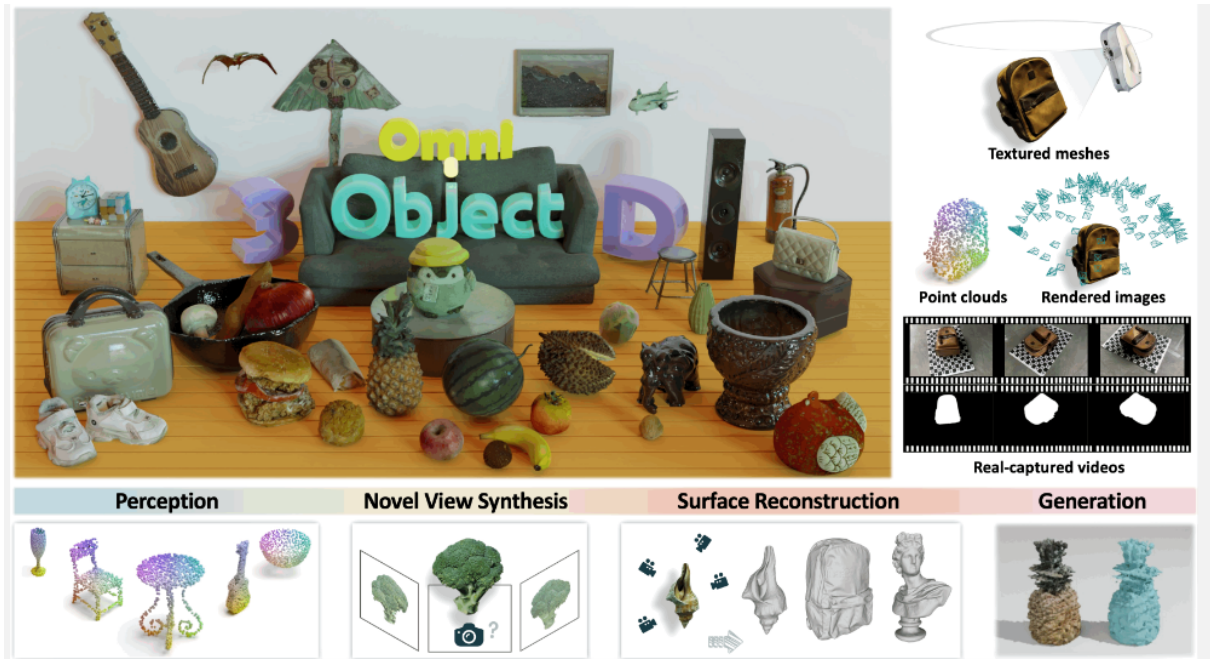 Omni
3 Object D
Textured meshes
Point clouds
Rendered images
Real-captured videos
Perception
Novel View Synthesis
Surface Reconstruction
Generation
?